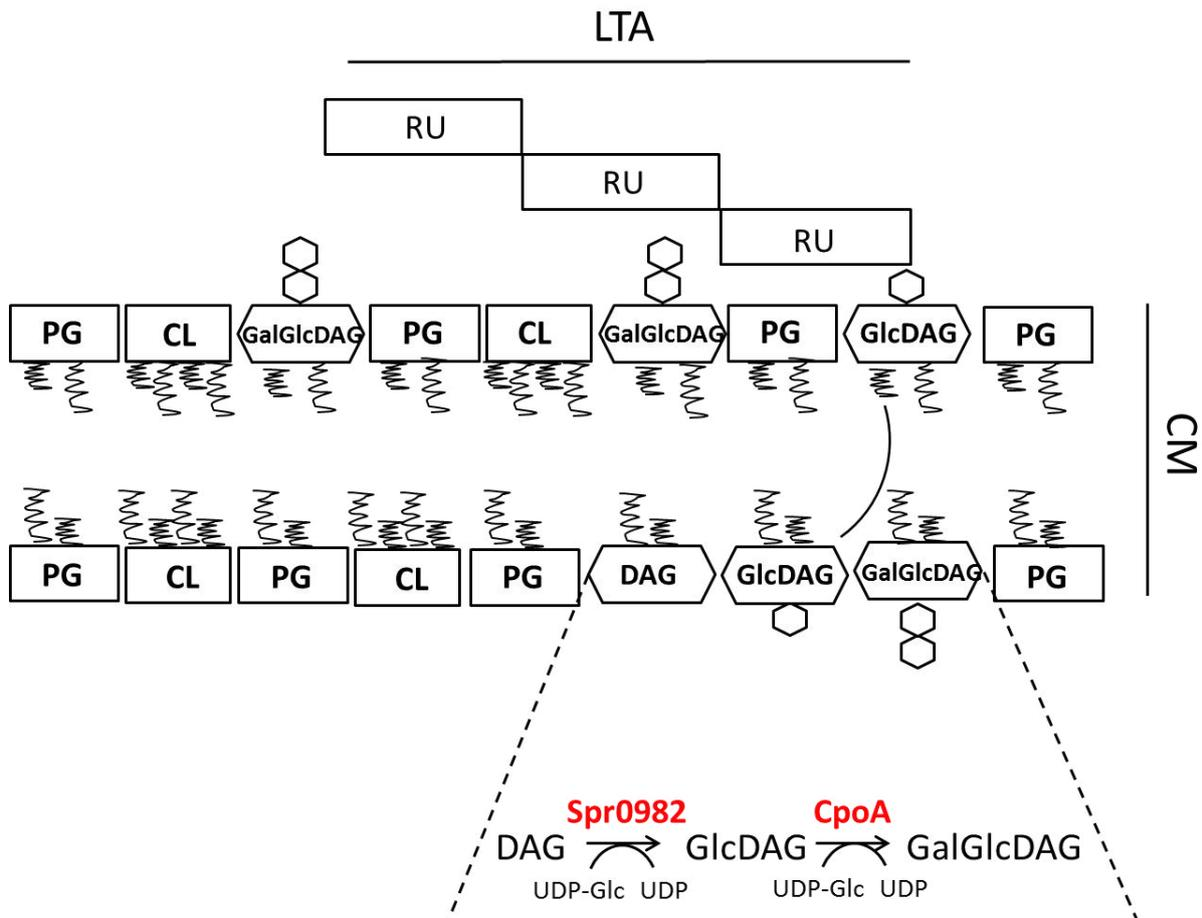 LTA
RU
RU
RU
PG CL GalGlcDAG PG CL GalGlcDAG PG GlcDAG PG
CM
PG CL PG CL PG DAG GlcDAG GalGlcDAG PG
Spr0982 CpoA
DAG GlcDAG GalGlcDAG
UDP-Glc UDP UDP-Glc UDP